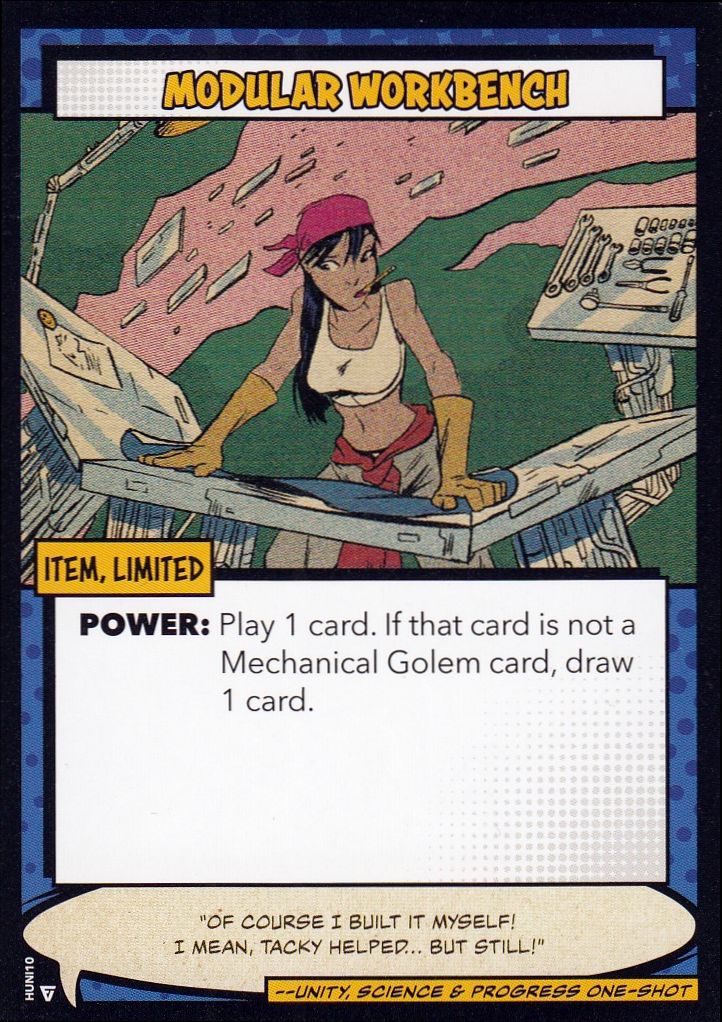 MODULAR WORKBENCH
ITEM, LIMITED
POWER: Play 1 card. If that card is not a
Mechanical Golem card, draw
1 card.
"OF COURSE I BUILT IT MYSELF!
I MEAN, TACKY HELPED... BUT STILL!"
--UNITY, SCIENCE & PROGRESS ONE-SHOT
HUNI10